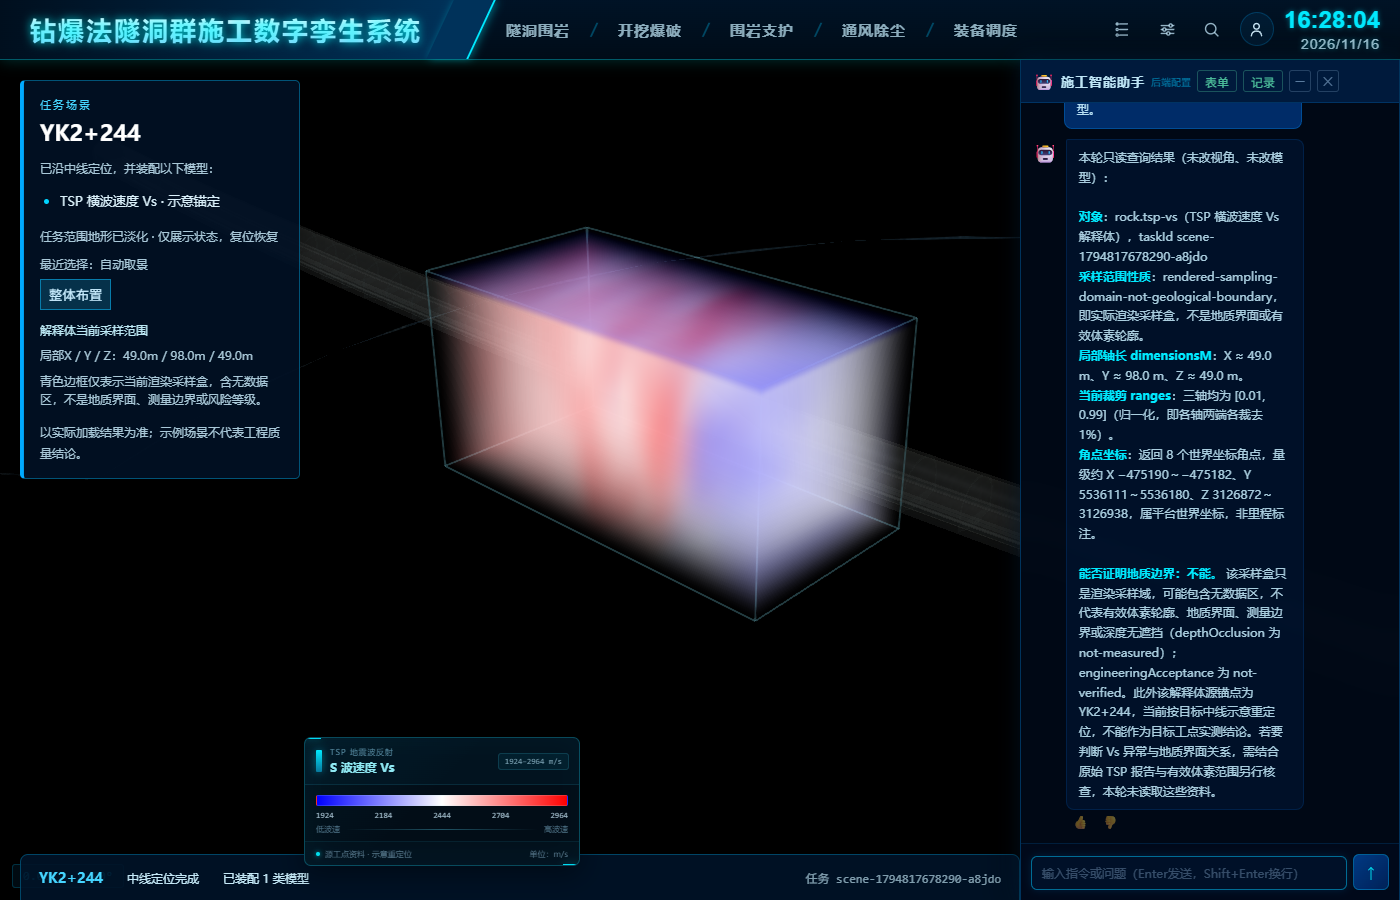 钻爆法隧洞群施工数字孪生系统
隧洞围岩 / 开挖爆破 / 围岩支护 / 通风除尘 / 装备调度
16:28:04
2026/11/16
任务场景
YK2+244
已沿中线定位，并装配以下模型：
• TSP 横波速度 Vs · 示意锚定
任务范围地形已淡化 · 仅展示状态，复位恢复
最近选择：自动取景
整体布置
解释体当前采样范围
局部X / Y / Z：49.0m / 98.0m / 49.0m
青色边框仅表示当前渲染采样盒，含无数据
区，不是地质界面、测量边界或风险等级。
以实际加载结果为准；示例场景不代表工程质
量结论。
施工智能助手 后端配置 表单 记录
型。
本轮只读查询结果（未改视角、未改模
型）：
对象：rock.tsp-vs（TSP 横波速度 Vs
解释体），taskId scene-
1794817678290-a8jdo
采样范围性质：rendered-sampling-
domain-not-geological-boundary，
即实际渲染采样盒，不是地质界面或有
效体素轮廓。
局部轴长 dimensionsM：X ≈ 49.0
m、Y ≈ 98.0 m、Z ≈ 49.0 m。
当前裁剪 ranges：三轴均为 [0.01,
0.99]（归一化，即各轴两端各裁去
1%）。
角点坐标：返回 8 个世界坐标角点，量
级约 X −475190～−475182、Y
5536111～5536180、Z 3126872～
3126938，属平台世界坐标，非里程标
注。
能否证明地质边界：不能。 该采样盒只
是渲染采样域，可能包含无数据区，不
代表有效体素轮廓、地质界面、测量边
界或深度无遮挡（depthOcclusion 为
not-measured）；
engineeringAcceptance 为 not-
verified。此外该解释体源锚点为
YK2+244，当前按目标中线示意重定
位，不能作为目标工点实测结论。若要
判断 Vs 异常与地质界面关系，需结合
原始 TSP 报告与有效体素范围另行核
查，本轮未读取这些资料。
输入指令或问题（Enter发送，Shift+Enter换行）
TSP 地震波反射
S 波速度 Vs
1924–2964 m/s
1924 2184 2444 2704 2964
低波速 高波速
源工点资料 · 示意重定位 单位：m/s
YK2+244 中线定位完成 已装配 1 类模型
任务 scene-1794817678290-a8jdo